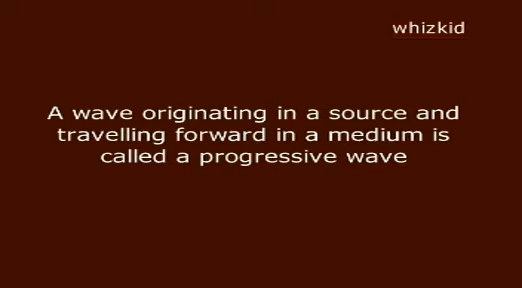 whizkid
A wave originating in a source and
travelling forward in a medium is
called a progressive wave